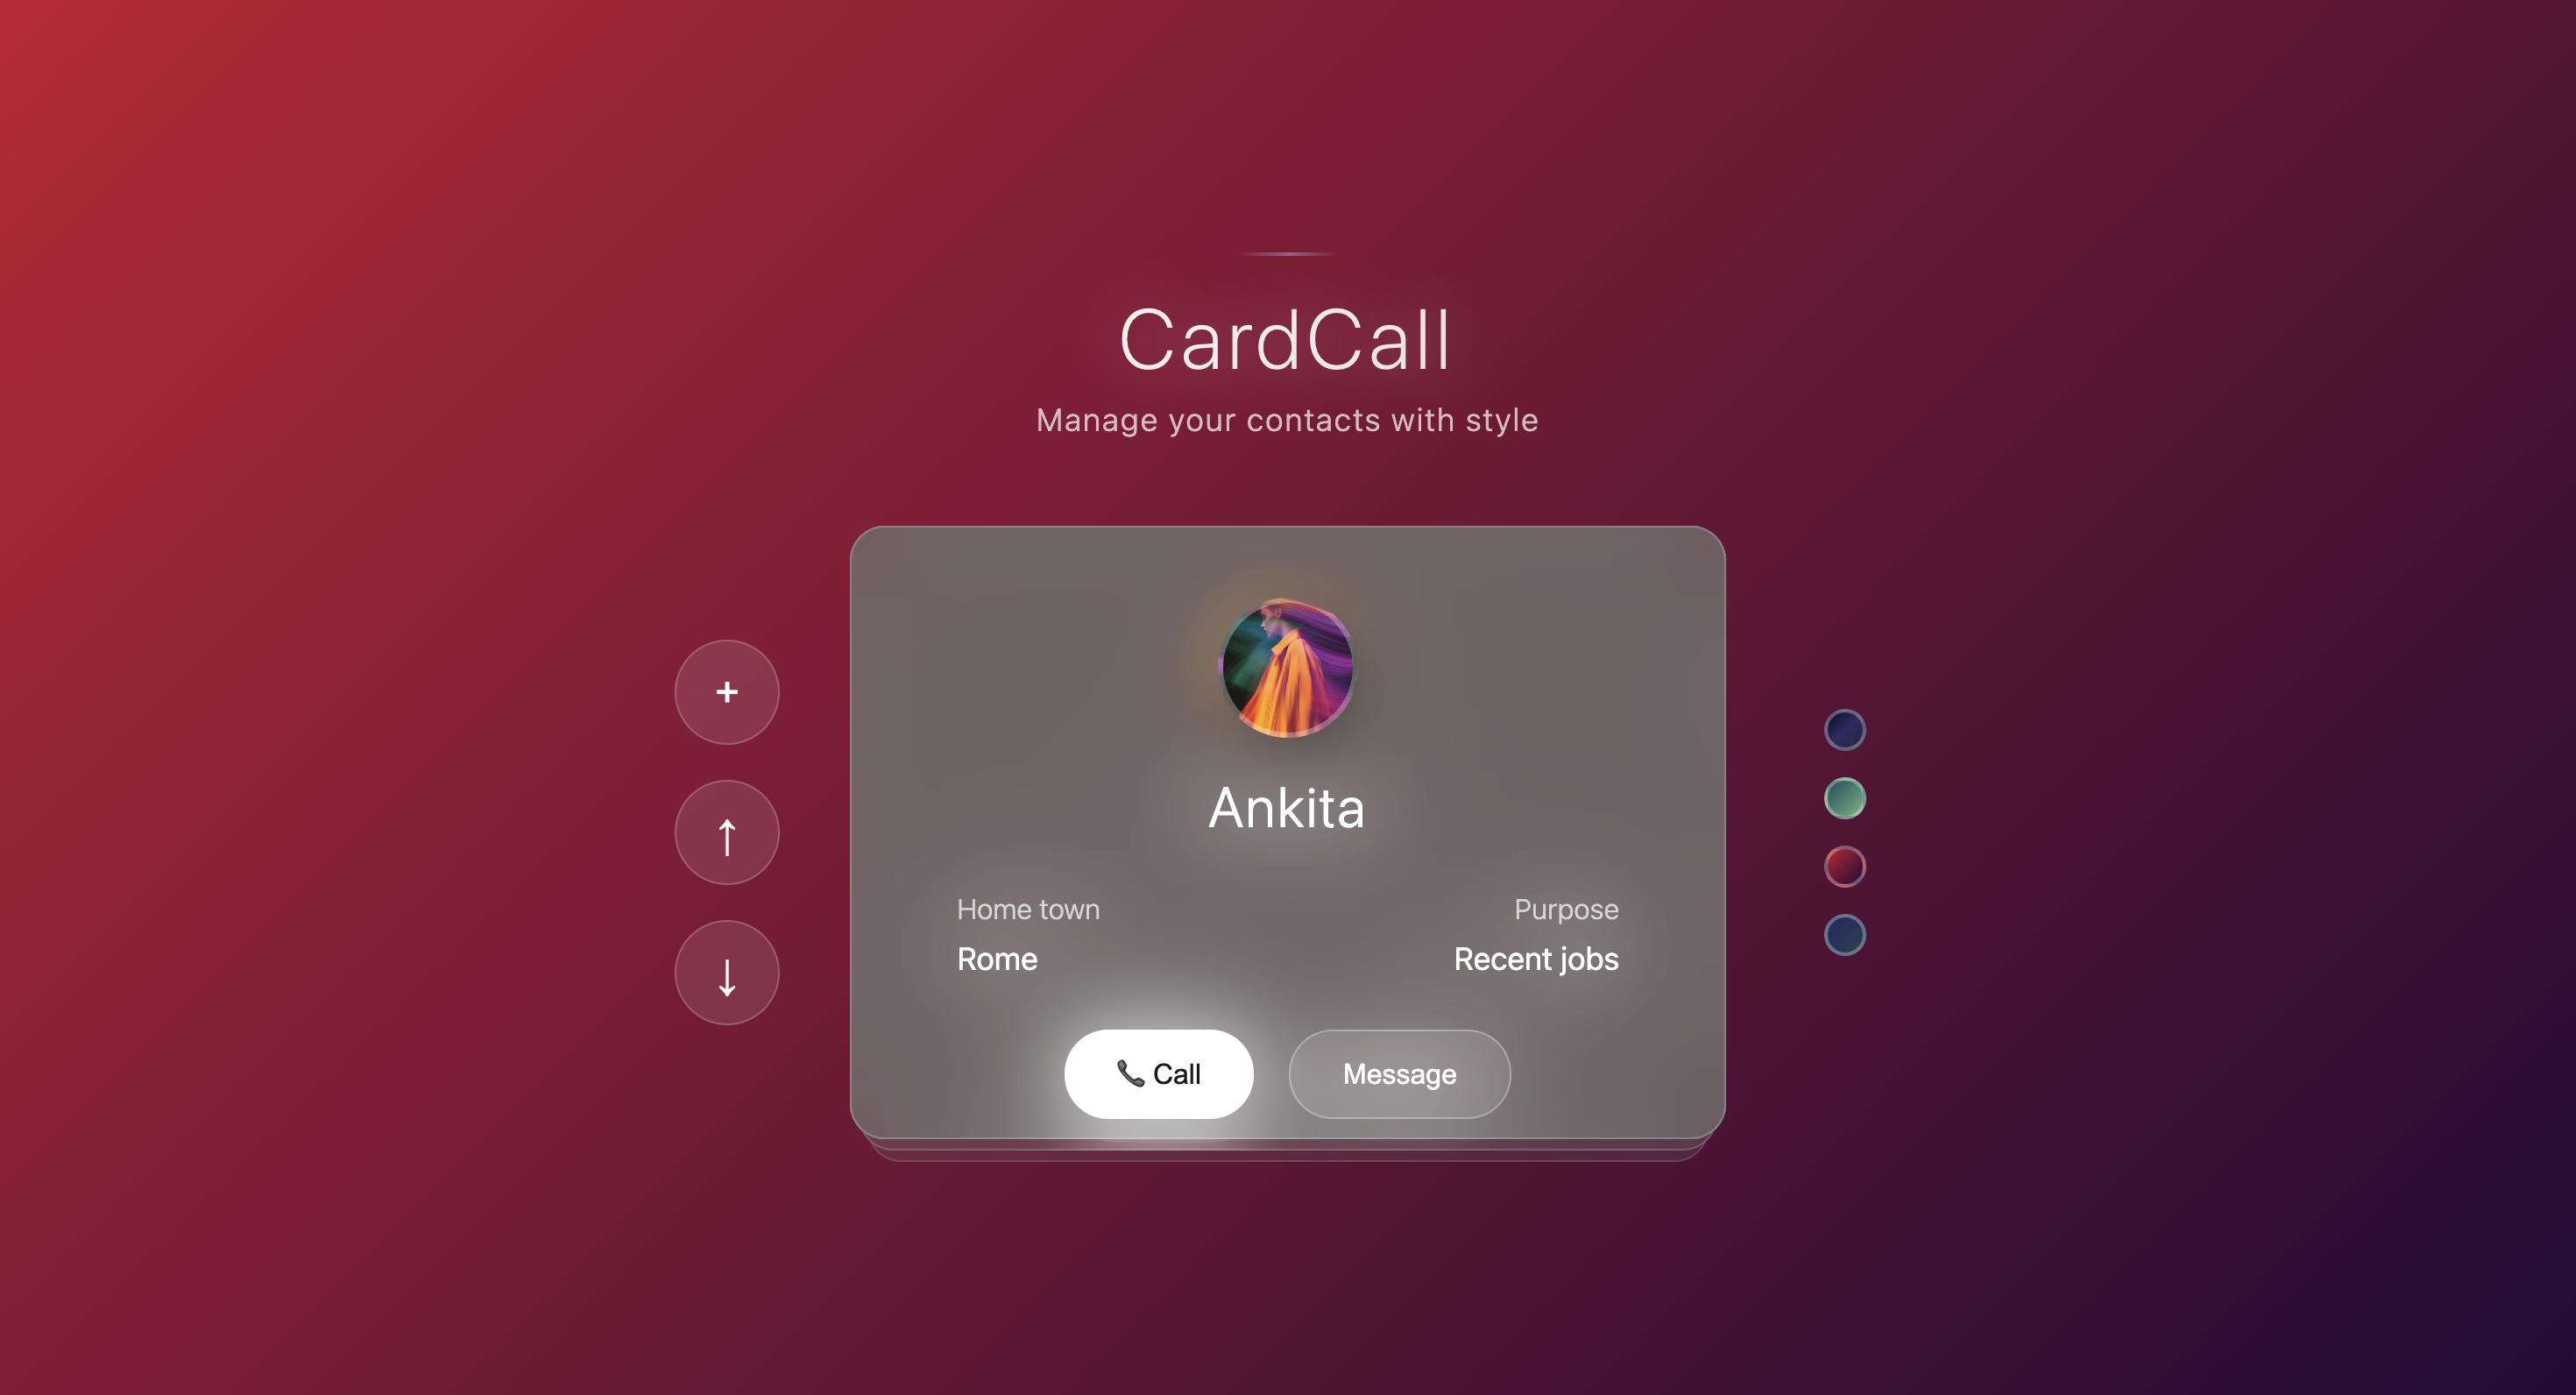 CardCall
Manage your contacts with style
+
↑
↓
Ankita
Home town
Purpose
Rome
Recent jobs
📞 Call
Message